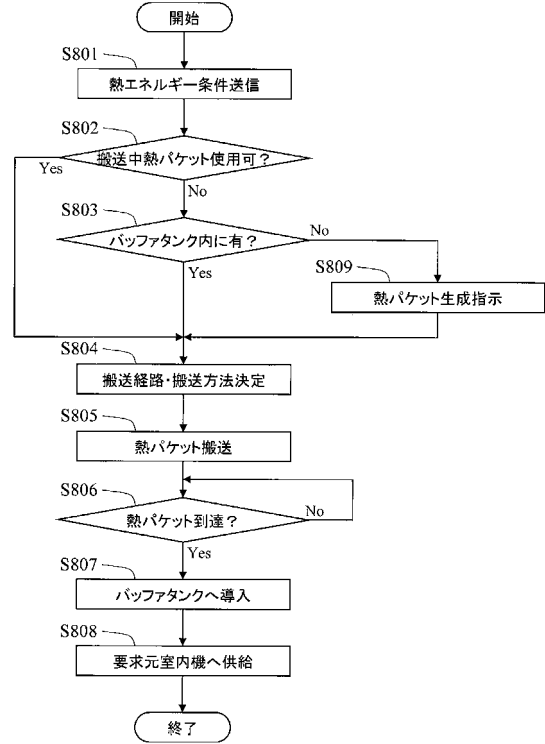 開始
S801
熱エネルギー条件送信
S802
搬送中熱パケット使用可?
Yes
No
S803
バッファタンク内に有?
No
Yes
S809
熱パケット生成指示
S804
搬送経路・搬送方法決定
S805
熱パケット搬送
S806
熱パケット到達?
No
Yes
S807
バッファタンクへ導入
S808
要求元室内機へ供給
終了